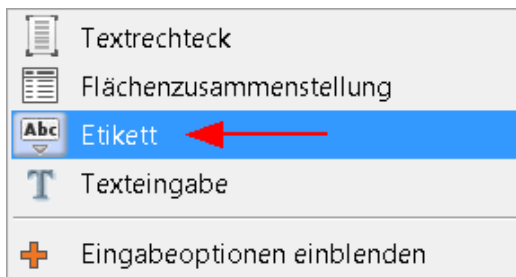 Textrechteck
Flächenzusammenstellung
Abc Etikett
T Texteingabe
Eingabeoptionen einblenden